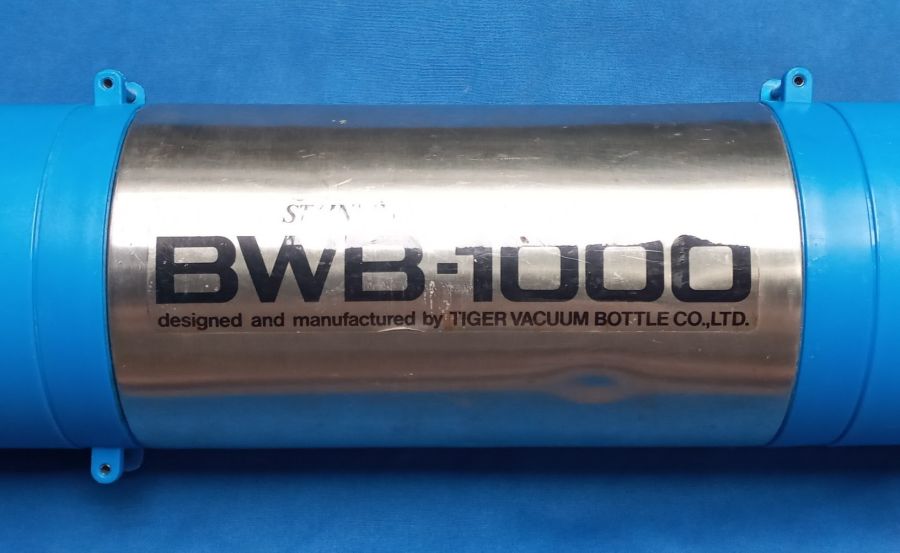 BWB-1000
designed and manufactured by TIGER VACUUM BOTTLE CO.,LTD.